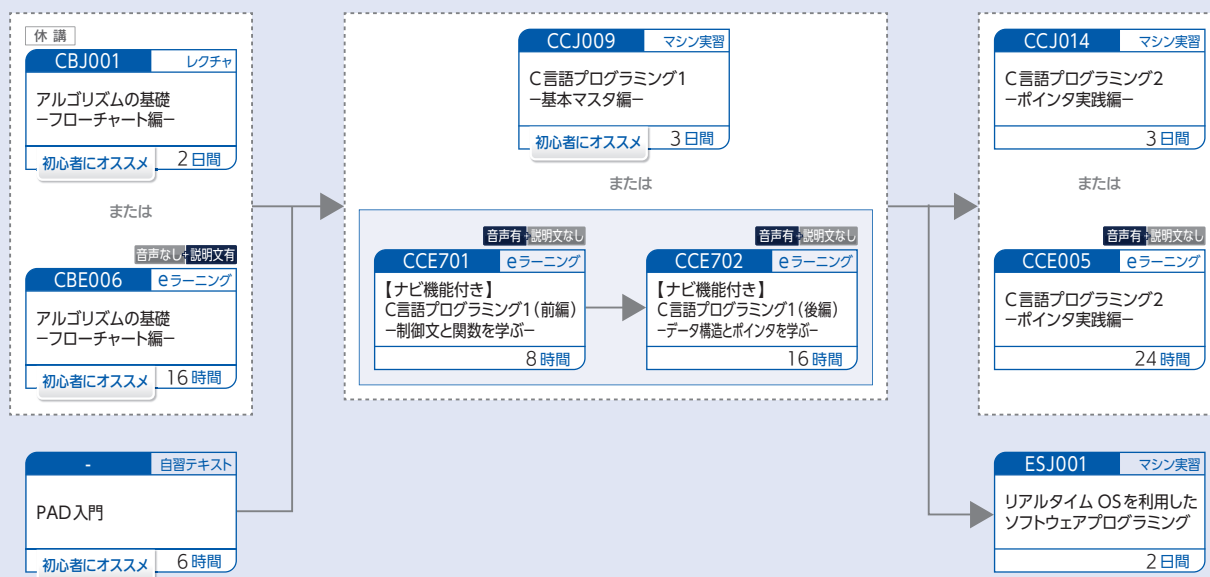 休 講
CBJ001 レクチャ
アルゴリズムの基礎
−フローチャート編−
初心者にオススメ 2日間
または
音声なし+説明文有
CBE006 eラーニング
アルゴリズムの基礎
−フローチャート編−
初心者にオススメ 16時間
- 自習テキスト
PAD入門
初心者にオススメ 6時間
CCJ009 マシン実習
C言語プログラミング1
−基本マスタ編−
初心者にオススメ 3日間
または
音声有+説明文なし
CCE701 eラーニング
【ナビ機能付き】
C言語プログラミング1(前編)
−制御文と関数を学ぶ−
8時間
音声有+説明文なし
CCE702 eラーニング
【ナビ機能付き】
C言語プログラミング1(後編)
−データ構造とポインタを学ぶ−
16時間
CCJ014 マシン実習
C言語プログラミング2
−ポインタ実践編−
3日間
または
音声有+説明文なし
CCE005 eラーニング
C言語プログラミング2
−ポインタ実践編−
24時間
ESJ001 マシン実習
リアルタイム OSを利用した
ソフトウェアプログラミング
2日間